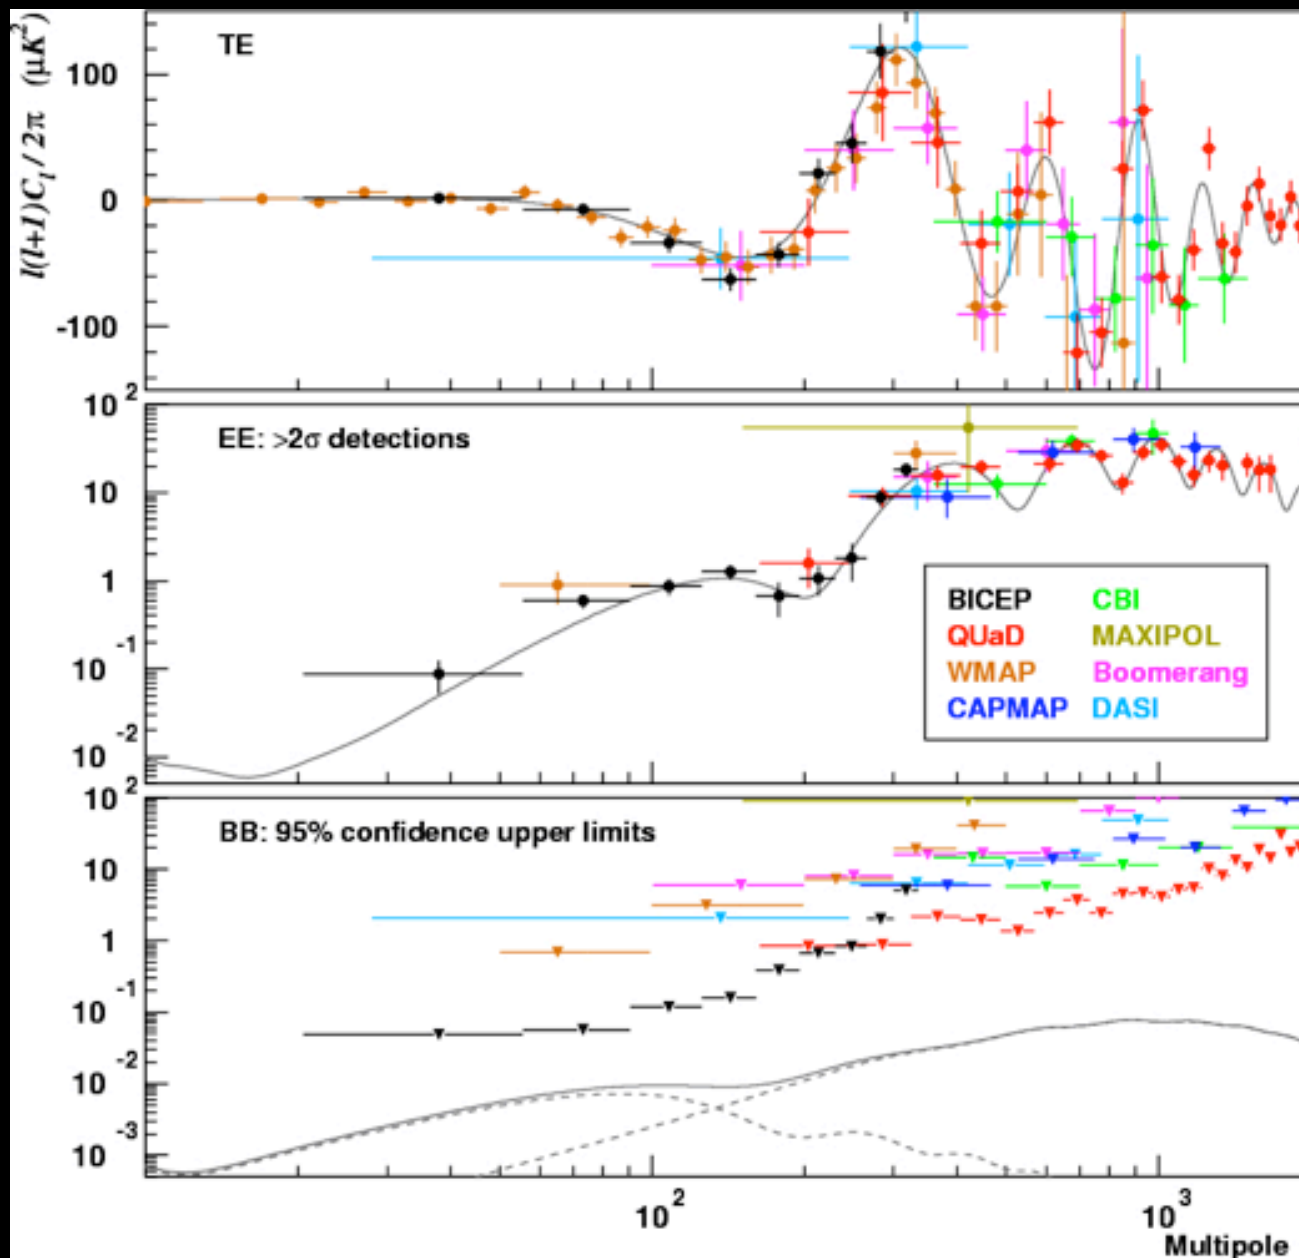 l(l+1)C_l / 2π (μK²)
TE
100
0
-100
EE: >2σ detections
10²
10
1
10⁻¹
10⁻²
BICEP CBI
QUaD MAXIPOL
WMAP Boomerang
CAPMAP DASI
BB: 95% confidence upper limits
10²
10
1
10⁻¹
10⁻²
10⁻³
10² 10³
Multipole